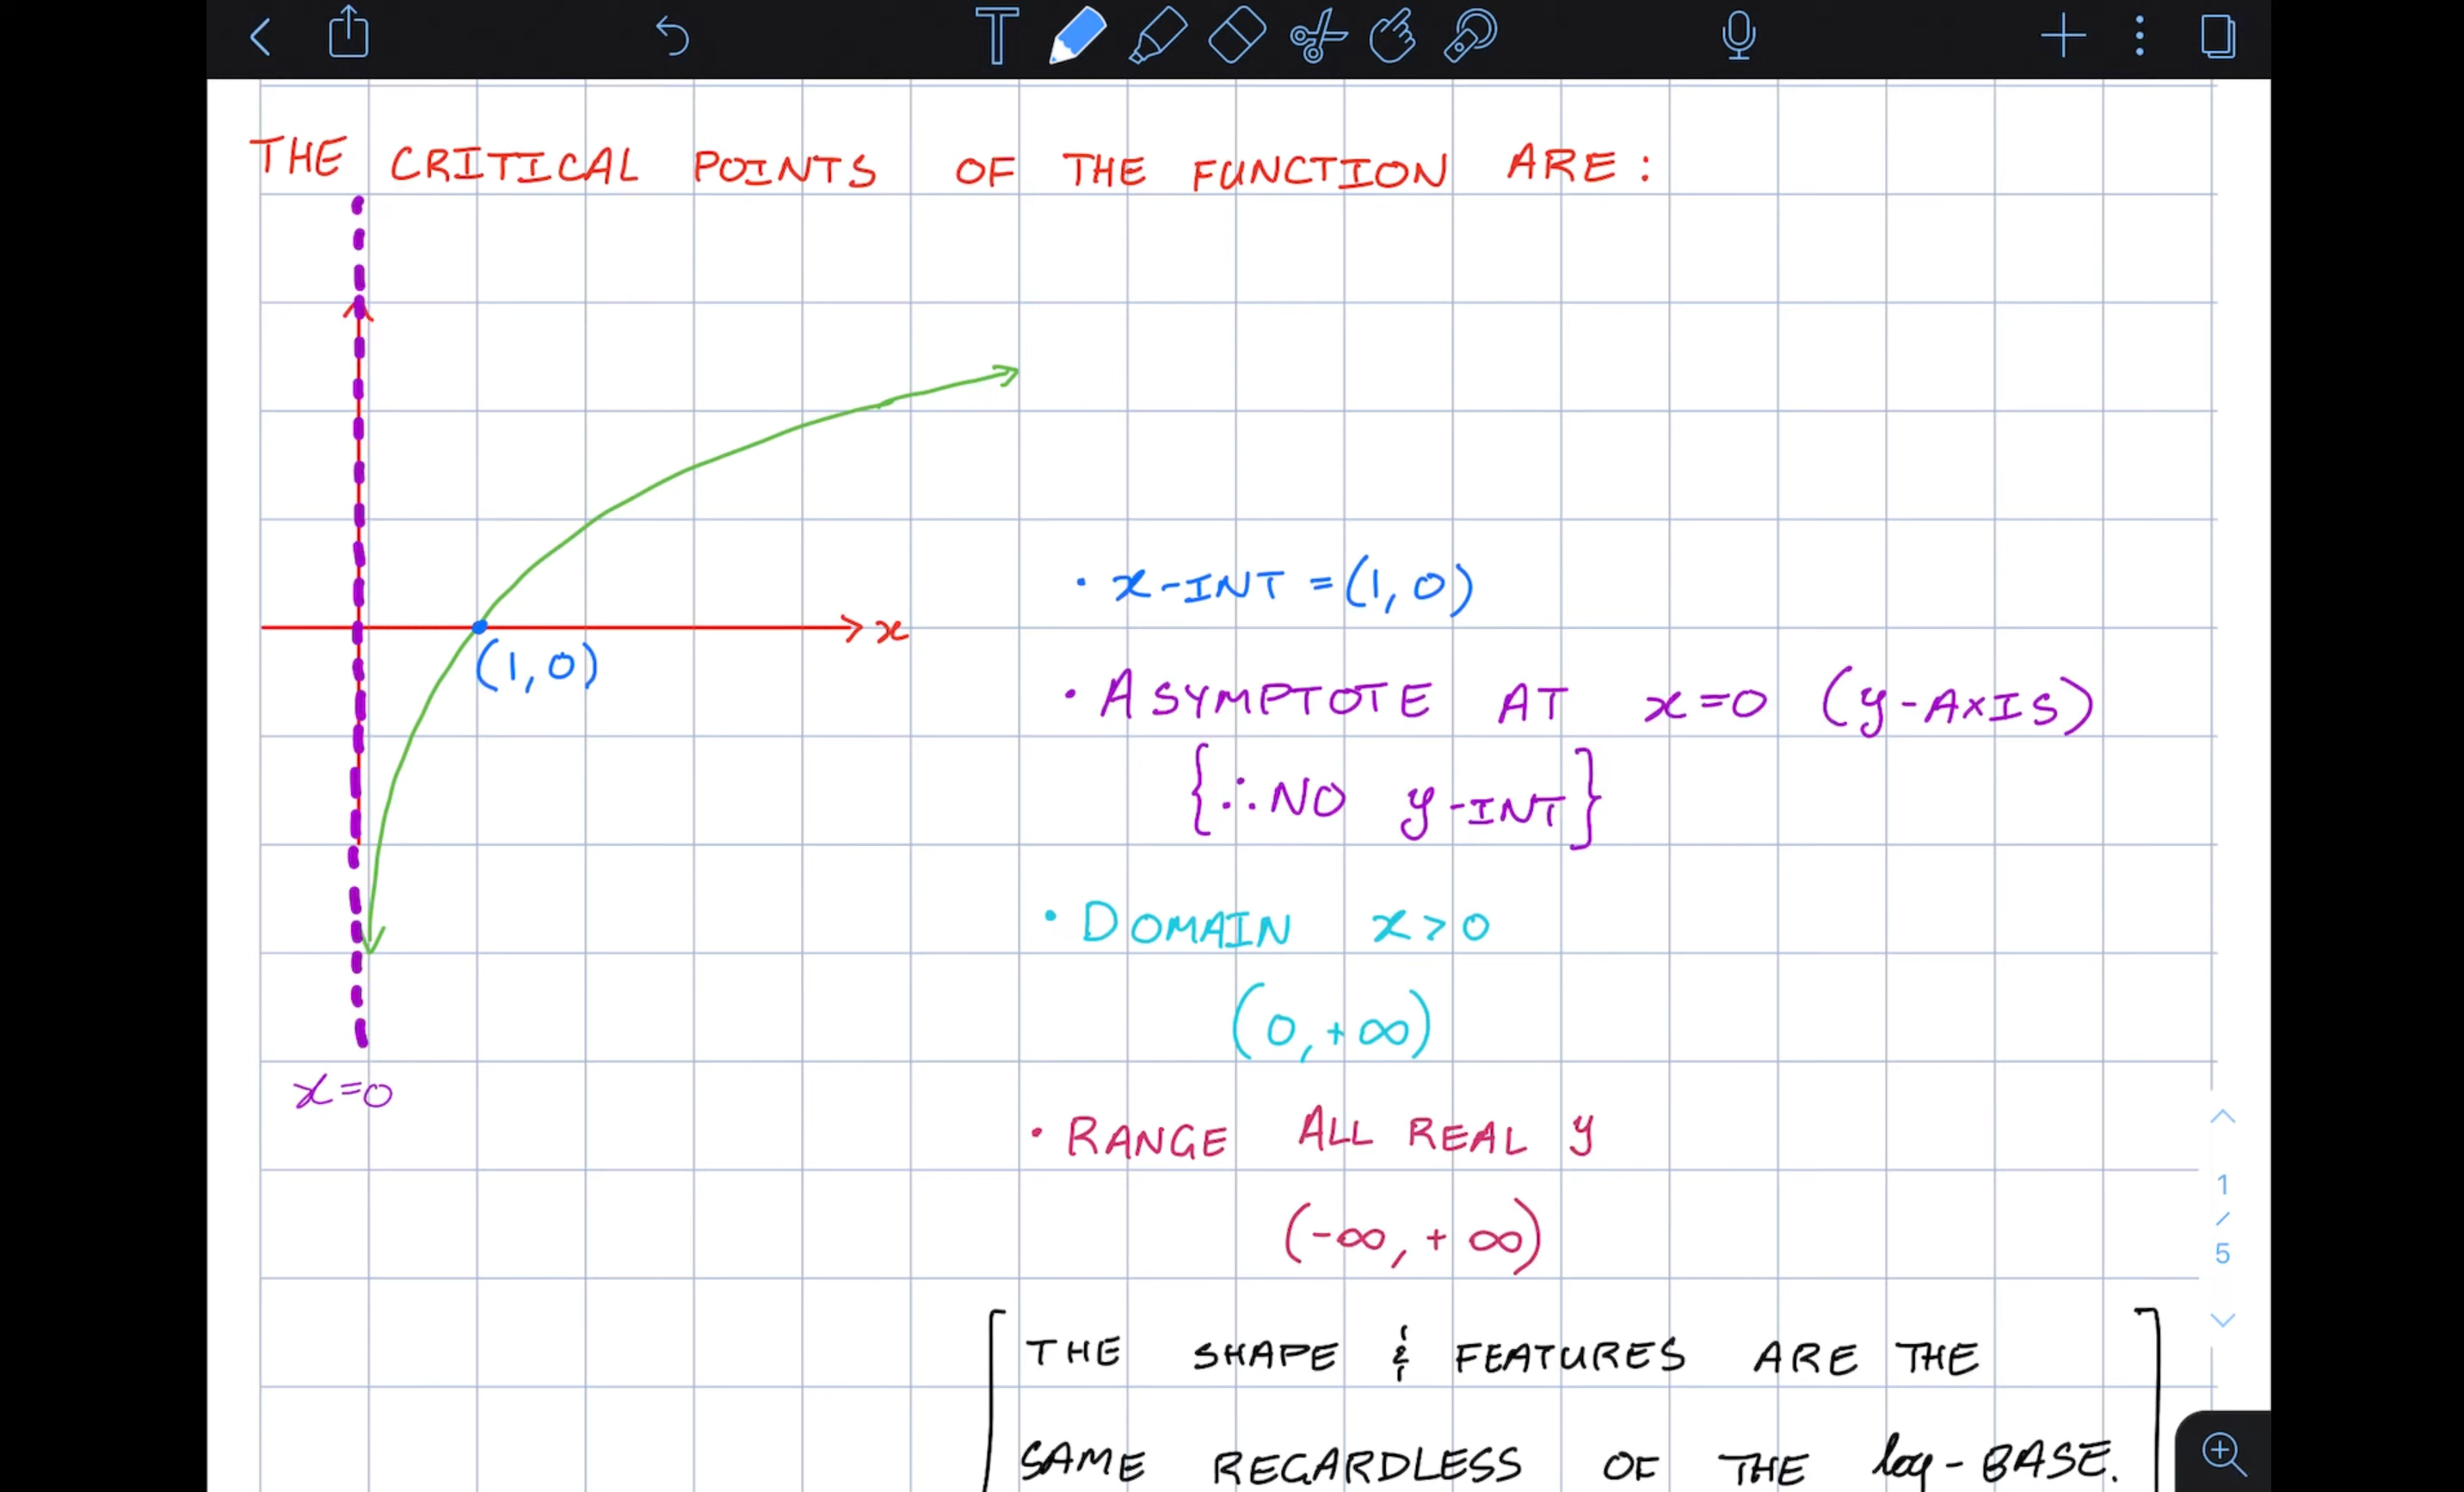 THE CRITICAL POINTS OF THE FUNCTION ARE:
x
(1,0)
x=0
• x-INT = (1,0)
• ASYMPTOTE AT x=0 (y-AXIS)
{∴NO y-INT}
• DOMAIN x>0
(0,+∞)
• RANGE ALL REAL y
(-∞,+∞)
[THE SHAPE & FEATURES ARE THE
SAME REGARDLESS OF THE log-BASE.]
T
1
/
5